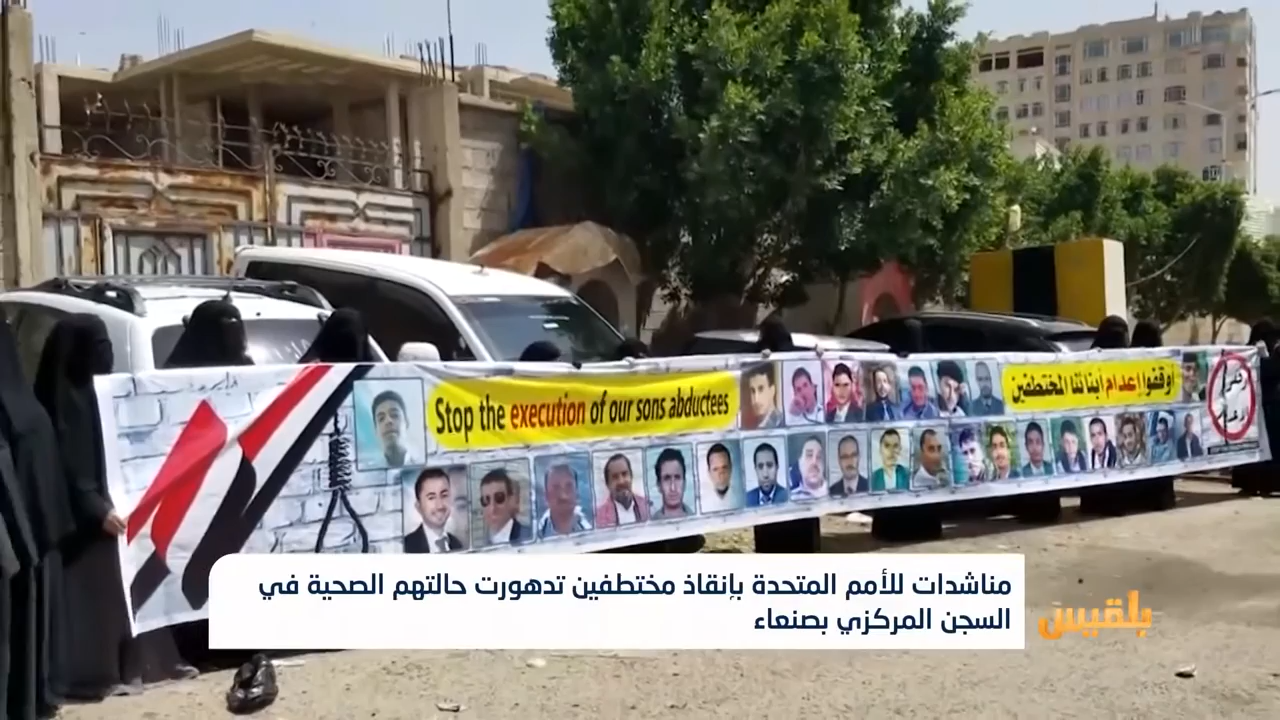 Stop the execution of our sons abductees
أوقفوا إعدام أبنائنا المختطفين
مناشدات للأمم المتحدة بإنقاذ مختطفين تدهورت حالتهم الصحية في
السجن المركزي بصنعاء
بلقيس